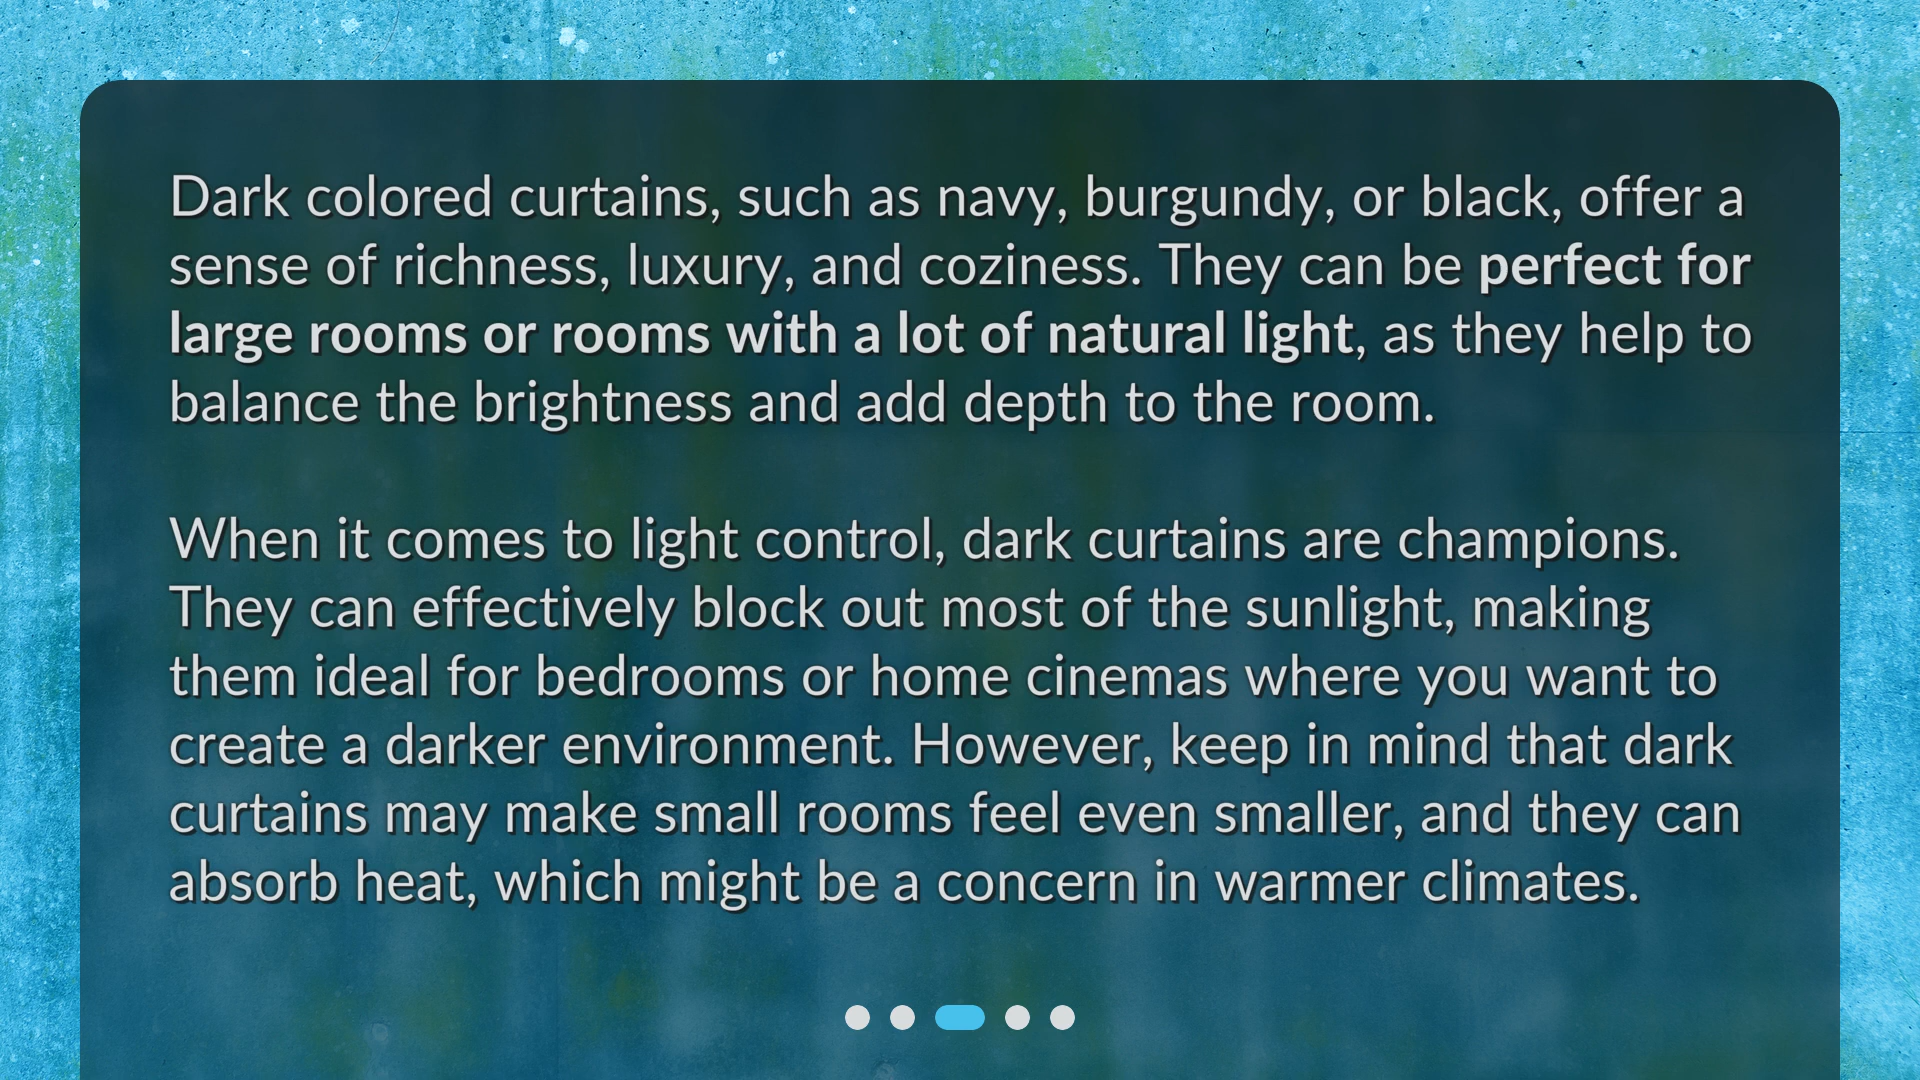 Dark colored curtains, such as navy, burgundy, or black, offer a
sense of richness, luxury, and coziness. They can be perfect for
large rooms or rooms with a lot of natural light, as they help to
balance the brightness and add depth to the room.
When it comes to light control, dark curtains are champions.
They can effectively block out most of the sunlight, making
them ideal for bedrooms or home cinemas where you want to
create a darker environment. However, keep in mind that dark
curtains may make small rooms feel even smaller, and they can
absorb heat, which might be a concern in warmer climates.